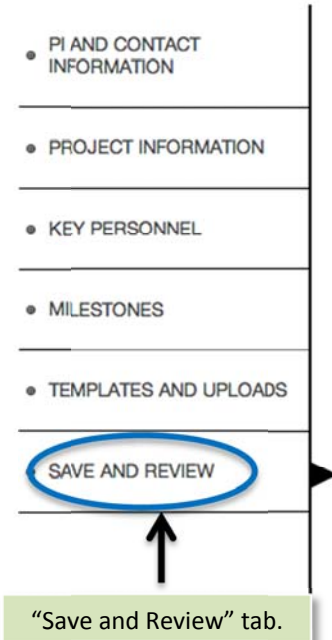 PI AND CONTACT
INFORMATION
PROJECT INFORMATION
KEY PERSONNEL
MILESTONES
TEMPLATES AND UPLOADS
SAVE AND REVIEW
“Save and Review” tab.